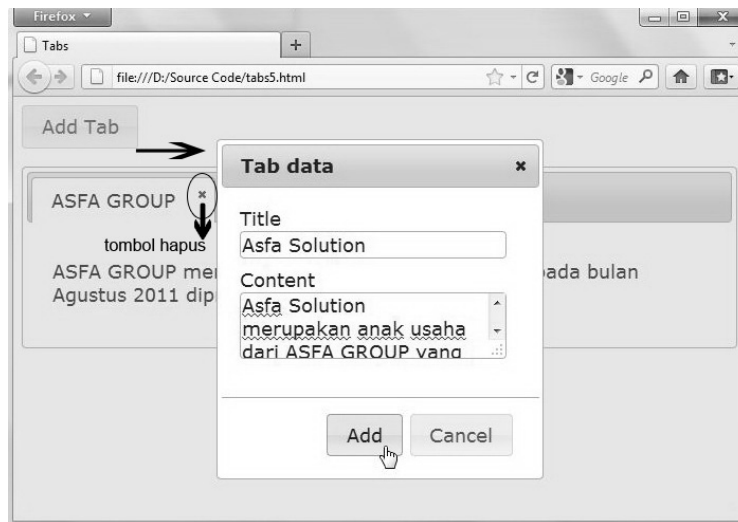 Firefox
Tabs
file:///D:/Source Code/tabs5.html
Google
Add Tab
Tab data
ASFA GROUP
tombol hapus
Title
Asfa Solution
ASFA GROUP mer
ada bulan
Agustus 2011 dip
Content
Asfa Solution
merupakan anak usaha
dari ASFA GROUP yang
Add
Cancel